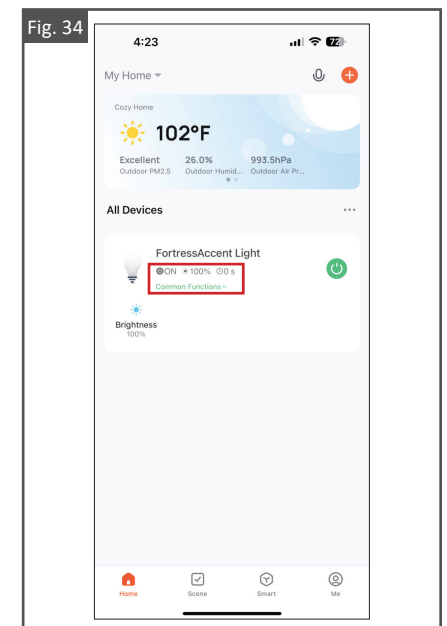 Fig. 34
4:23
72
My Home
Cozy Home
102°F
Excellent 26.0% 993.5hPa
Outdoor PM2.5 Outdoor Humid... Outdoor Air Pr...
All Devices
FortressAccent Light
ON 100% 0 s
Common Functions
Brightness
100%
Home Scene Smart Me